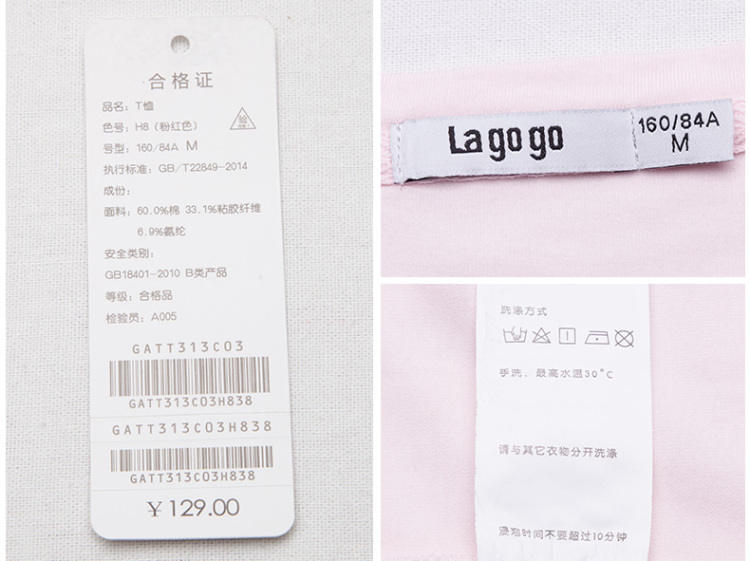 合格证
品名：T恤
色号：H8（粉红色）
号型：160/84A M
执行标准：GB/T22849-2014
成份：
面料：60.0%棉 33.1%粘胶纤维
6.9%氨纶
安全类别：
GB18401-2010 B类产品
等级：合格品
检验员：A005
GATT313C03
GATT313C03H838
GATT313C03H838
GATT313C03H838
¥129.00
Lagogo
160/84A
M
洗涤方式
手洗，最高水温30°C
请与其它衣物分开洗涤
浸泡时间不要超过10分钟